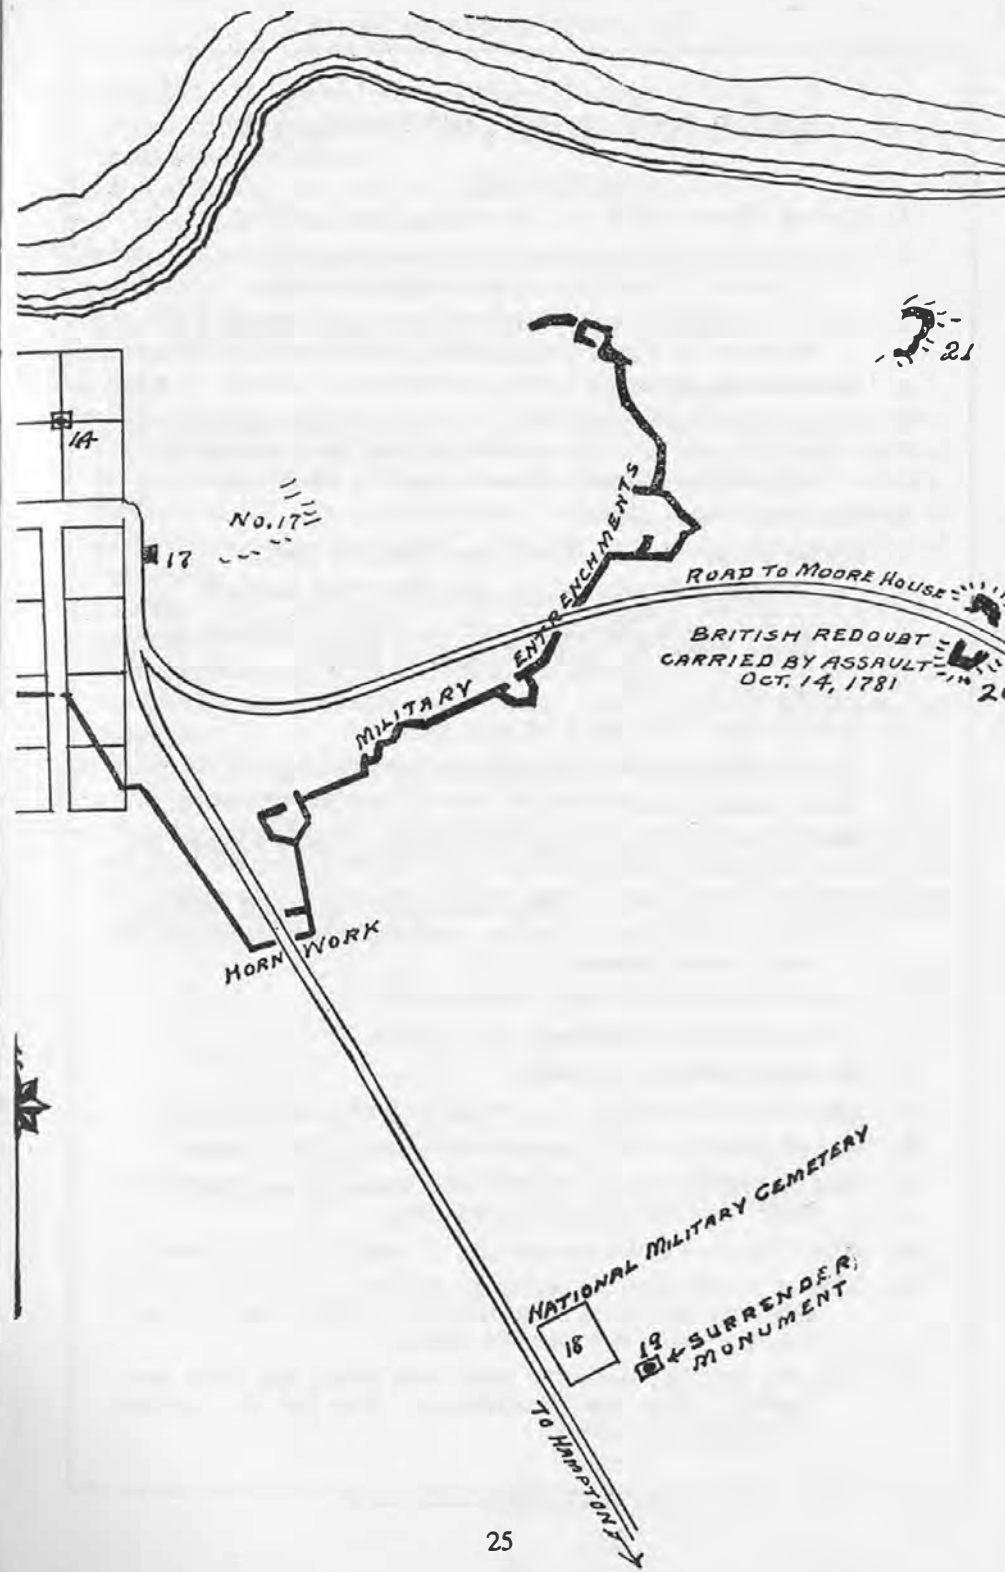 21
14
No. 17
17
MILITARY ENTRENCHMENTS
ROAD TO MOORE HOUSE
BRITISH REDOUBT
CARRIED BY ASSAULT
OCT. 14, 1781
HORN WORK
NATIONAL MILITARY CEMETERY
18
19
SURRENDER
MONUMENT
TO HAMPTON
25